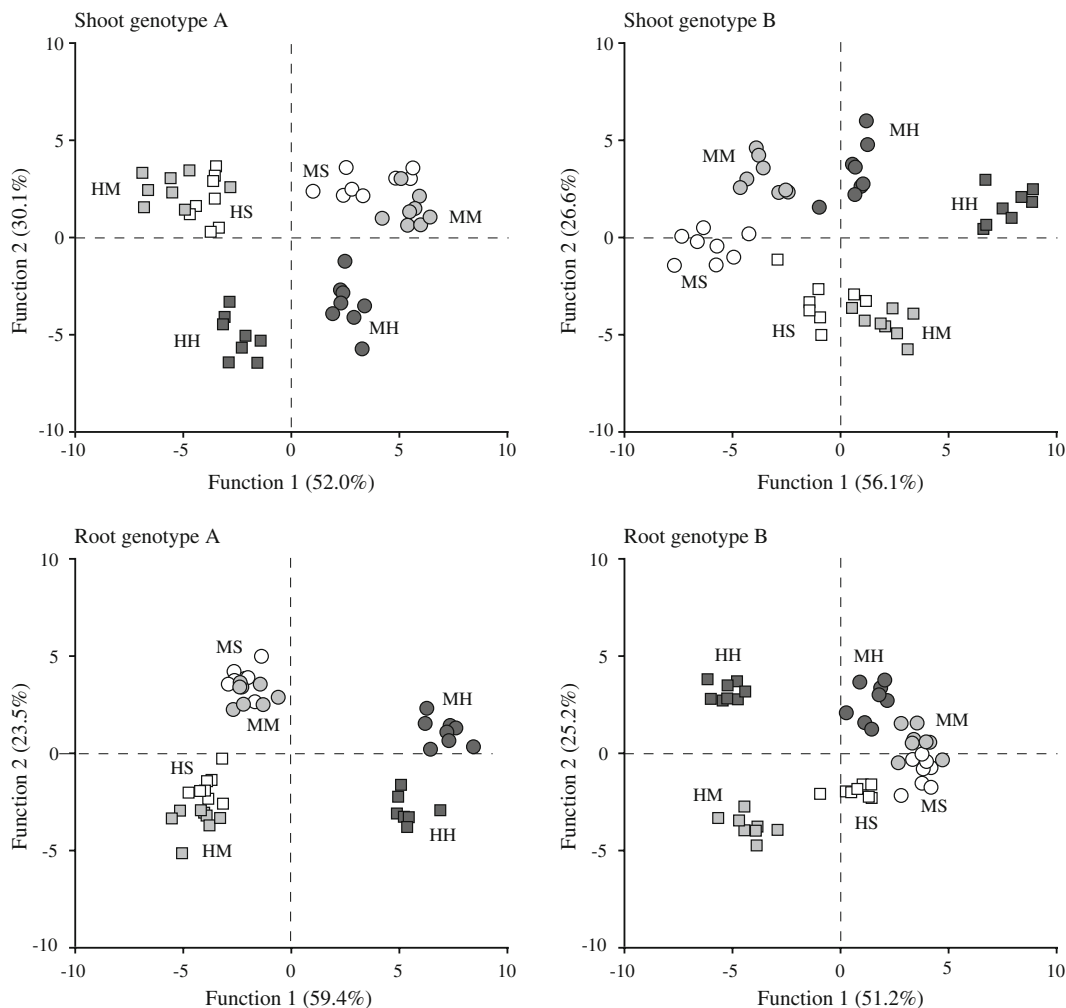 Shoot genotype A
10
5
0
-5
-10
Function 2 (30.1%)
HM
HS
MS
MM
HH
MH
-10 -5 0 5 10
Function 1 (52.0%)
Shoot genotype B
10
5
0
-5
-10
Function 2 (26.6%)
MM
MH
HH
MS
HS
HM
-10 -5 0 5 10
Function 1 (56.1%)
Root genotype A
10
5
0
-5
-10
Function 2 (23.5%)
MS
MM
MH
HS
HM
HH
-10 -5 0 5 10
Function 1 (59.4%)
Root genotype B
10
5
0
-5
-10
Function 2 (25.2%)
HH
MH
MM
HM
HS
MS
-10 -5 0 5 10
Function 1 (51.2%)